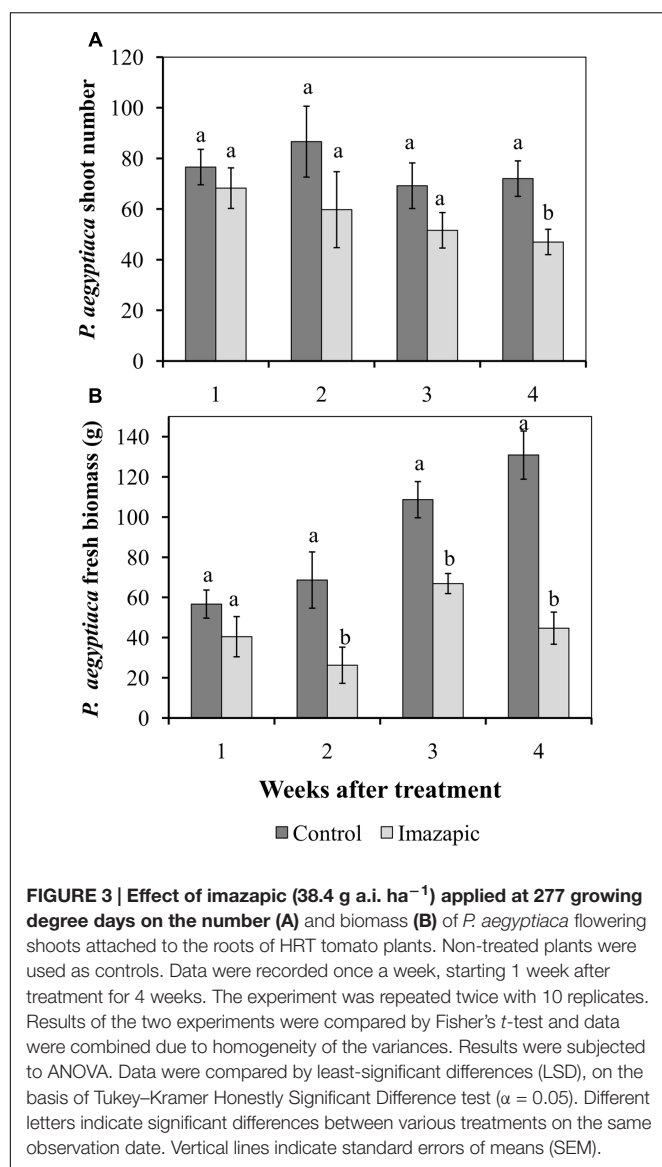 A
120
100
80
60
40
20
0
P. aegyptiaca shoot number
a a a a a a a b
1 2 3 4
B
140
120
100
80
60
40
20
0
P. aegyptiaca fresh biomass (g)
a a a b a b a b
1 2 3 4
Weeks after treatment
Control Imazapic
FIGURE 3 | Effect of imazapic (38.4 g a.i. ha−1) applied at 277 growing
degree days on the number (A) and biomass (B) of P. aegyptiaca flowering
shoots attached to the roots of HRT tomato plants. Non-treated plants were
used as controls. Data were recorded once a week, starting 1 week after
treatment for 4 weeks. The experiment was repeated twice with 10 replicates.
Results of the two experiments were compared by Fisher's t-test and data
were combined due to homogeneity of the variances. Results were subjected
to ANOVA. Data were compared by least-significant differences (LSD), on the
basis of Tukey–Kramer Honestly Significant Difference test (α = 0.05). Different
letters indicate significant differences between various treatments on the same
observation date. Vertical lines indicate standard errors of means (SEM).